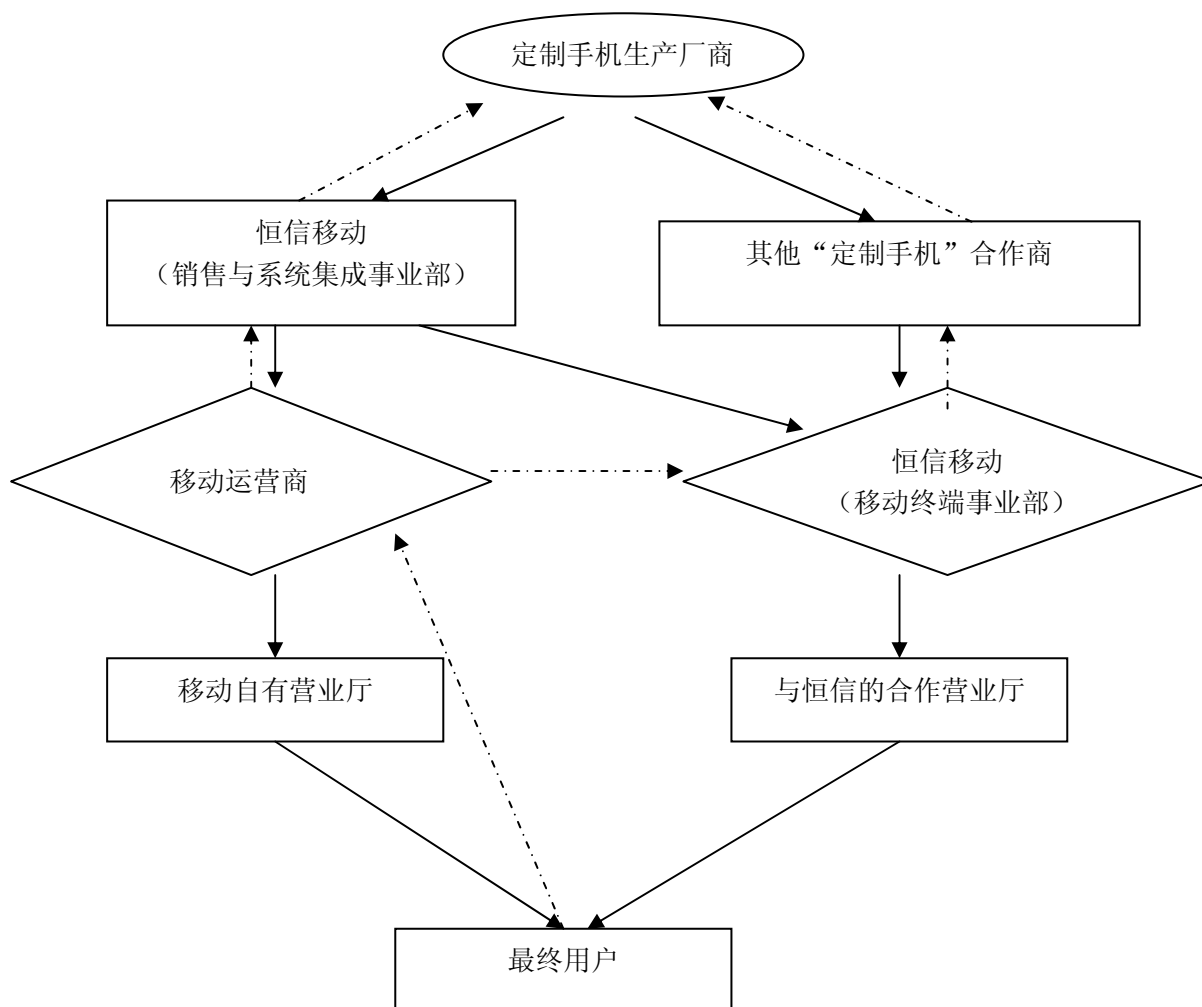 定制手机生产厂商
恒信移动
（销售与系统集成事业部）
其他“定制手机”合作商
移动运营商
恒信移动
（移动终端事业部）
移动自有营业厅
与恒信的合作营业厅
最终用户